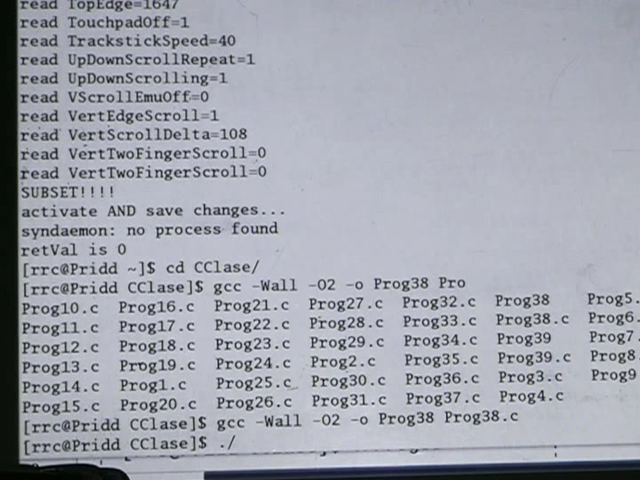 read TopEdge=1647
read TouchpadOff=1
read TrackstickSpeed=40
read UpDownScrollRepeat=1
read UpDownScrolling=1
read VScrollEmuOff=0
read VertEdgeScroll=1
read VertScrollDelta=108
read VertTwoFingerScroll=0
read VertTwoFingerScroll=0
SUBSET!!!!
activate AND save changes...
syndaemon: no process found
retVal is 0
[rrc@Pridd ~]$ cd CClase/
[rrc@Pridd CClase]$ gcc -Wall -O2 -o Prog38 Pro
Prog10.c Prog16.c Prog21.c Prog27.c Prog32.c Prog38 Prog5.
Prog11.c Prog17.c Prog22.c Prog28.c Prog33.c Prog38.c Prog6.
Prog12.c Prog18.c Prog23.c Prog29.c Prog34.c Prog39 Prog7.
Prog13.c Prog19.c Prog24.c Prog2.c Prog35.c Prog39.c Prog8
Prog14.c Prog1.c Prog25.c Prog30.c Prog36.c Prog3.c Prog9
Prog15.c Prog20.c Prog26.c Prog31.c Prog37.c Prog4.c
[rrc@Pridd CClase]$ gcc -Wall -O2 -o Prog38 Prog38.c
[rrc@Pridd CClase]$ ./